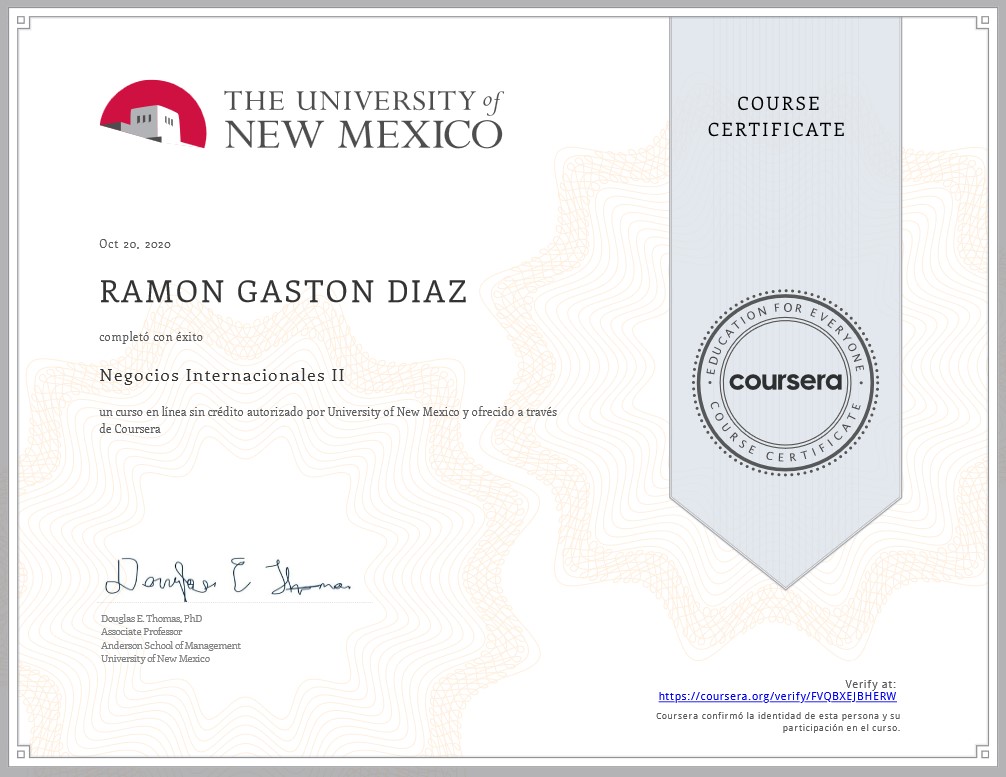 THE UNIVERSITY of
NEW MEXICO
COURSE
CERTIFICATE
Oct 20, 2020
RAMON GASTON DIAZ
completó con éxito
Negocios Internacionales II
un curso en línea sin crédito autorizado por University of New Mexico y ofrecido a través
de Coursera
EDUCATION FOR EVERYONE
coursera
COURSE CERTIFICATE
Douglas E Thomas
Douglas E. Thomas, PhD
Associate Professor
Anderson School of Management
University of New Mexico
Verify at:
https://coursera.org/verify/FVQBXEJBHERW
Coursera confirmó la identidad de esta persona y su
participación en el curso.